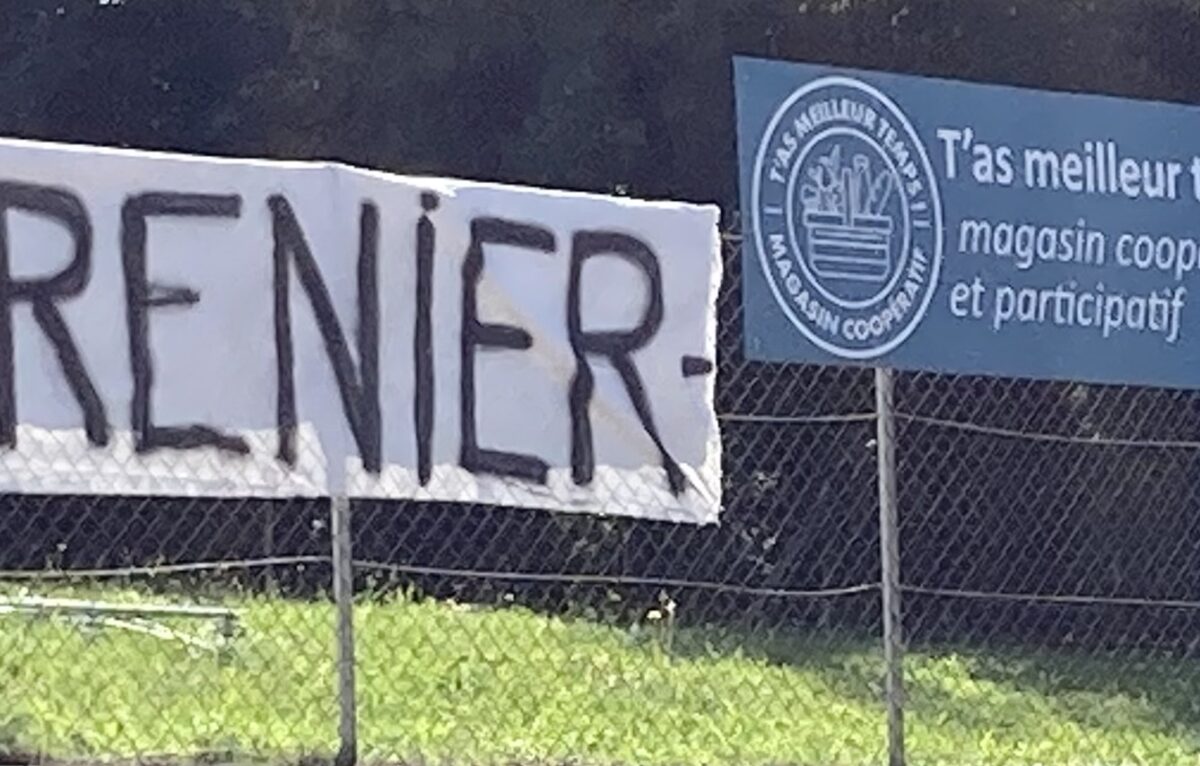 RENiER-
T'AS MEILLEUR TEMPS !
MAGASIN COOPÉRATIF
T'as meilleur
magasin coop
et participatif